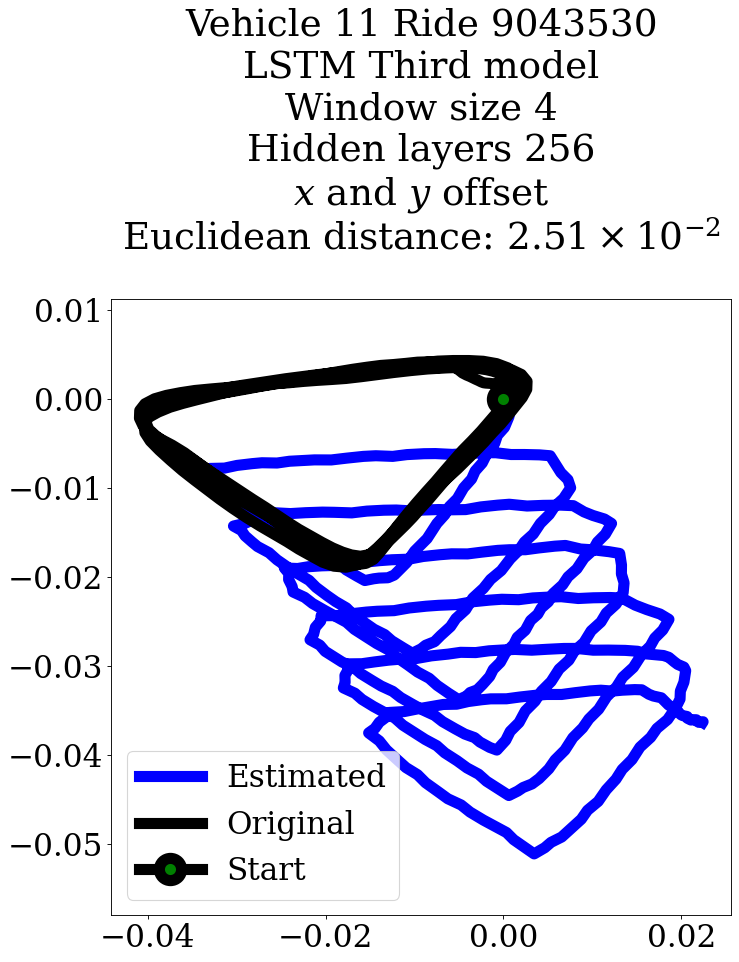 Vehicle 11 Ride 9043530
LSTM Third model
Window size 4
Hidden layers 256
x and y offset
Euclidean distance: 2.51 × 10⁻²
0.01
0.00
−0.01
−0.02
−0.03
−0.04
−0.05
Estimated
Original
Start
−0.04 −0.02 0.00 0.02